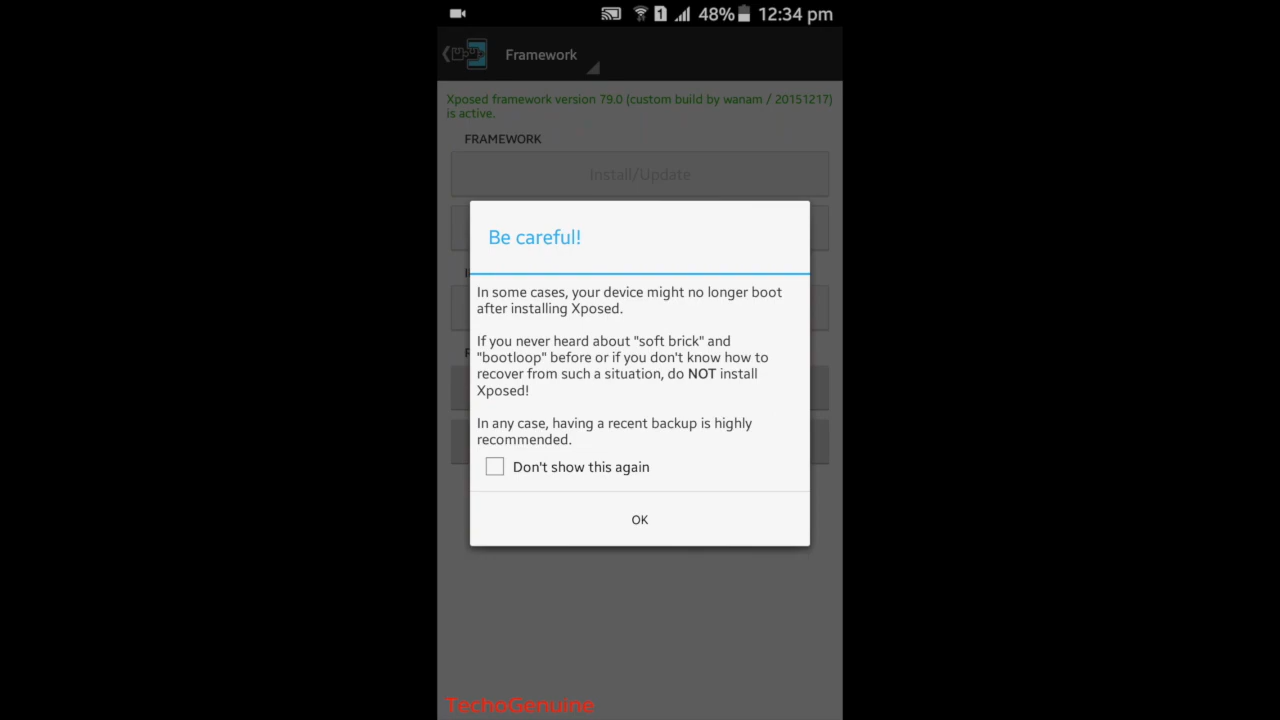 1 48% 12:34 pm
Framework
Xposed framework version 79.0 (custom build by wanam / 20151217)
is active.
FRAMEWORK
Install/Update
Be careful!
In some cases, your device might no longer boot
after installing Xposed.
If you never heard about "soft brick" and
"bootloop" before or if you don't know how to
recover from such a situation, do NOT install
Xposed!
In any case, having a recent backup is highly
recommended.
Don't show this again
OK
TechoGenuine